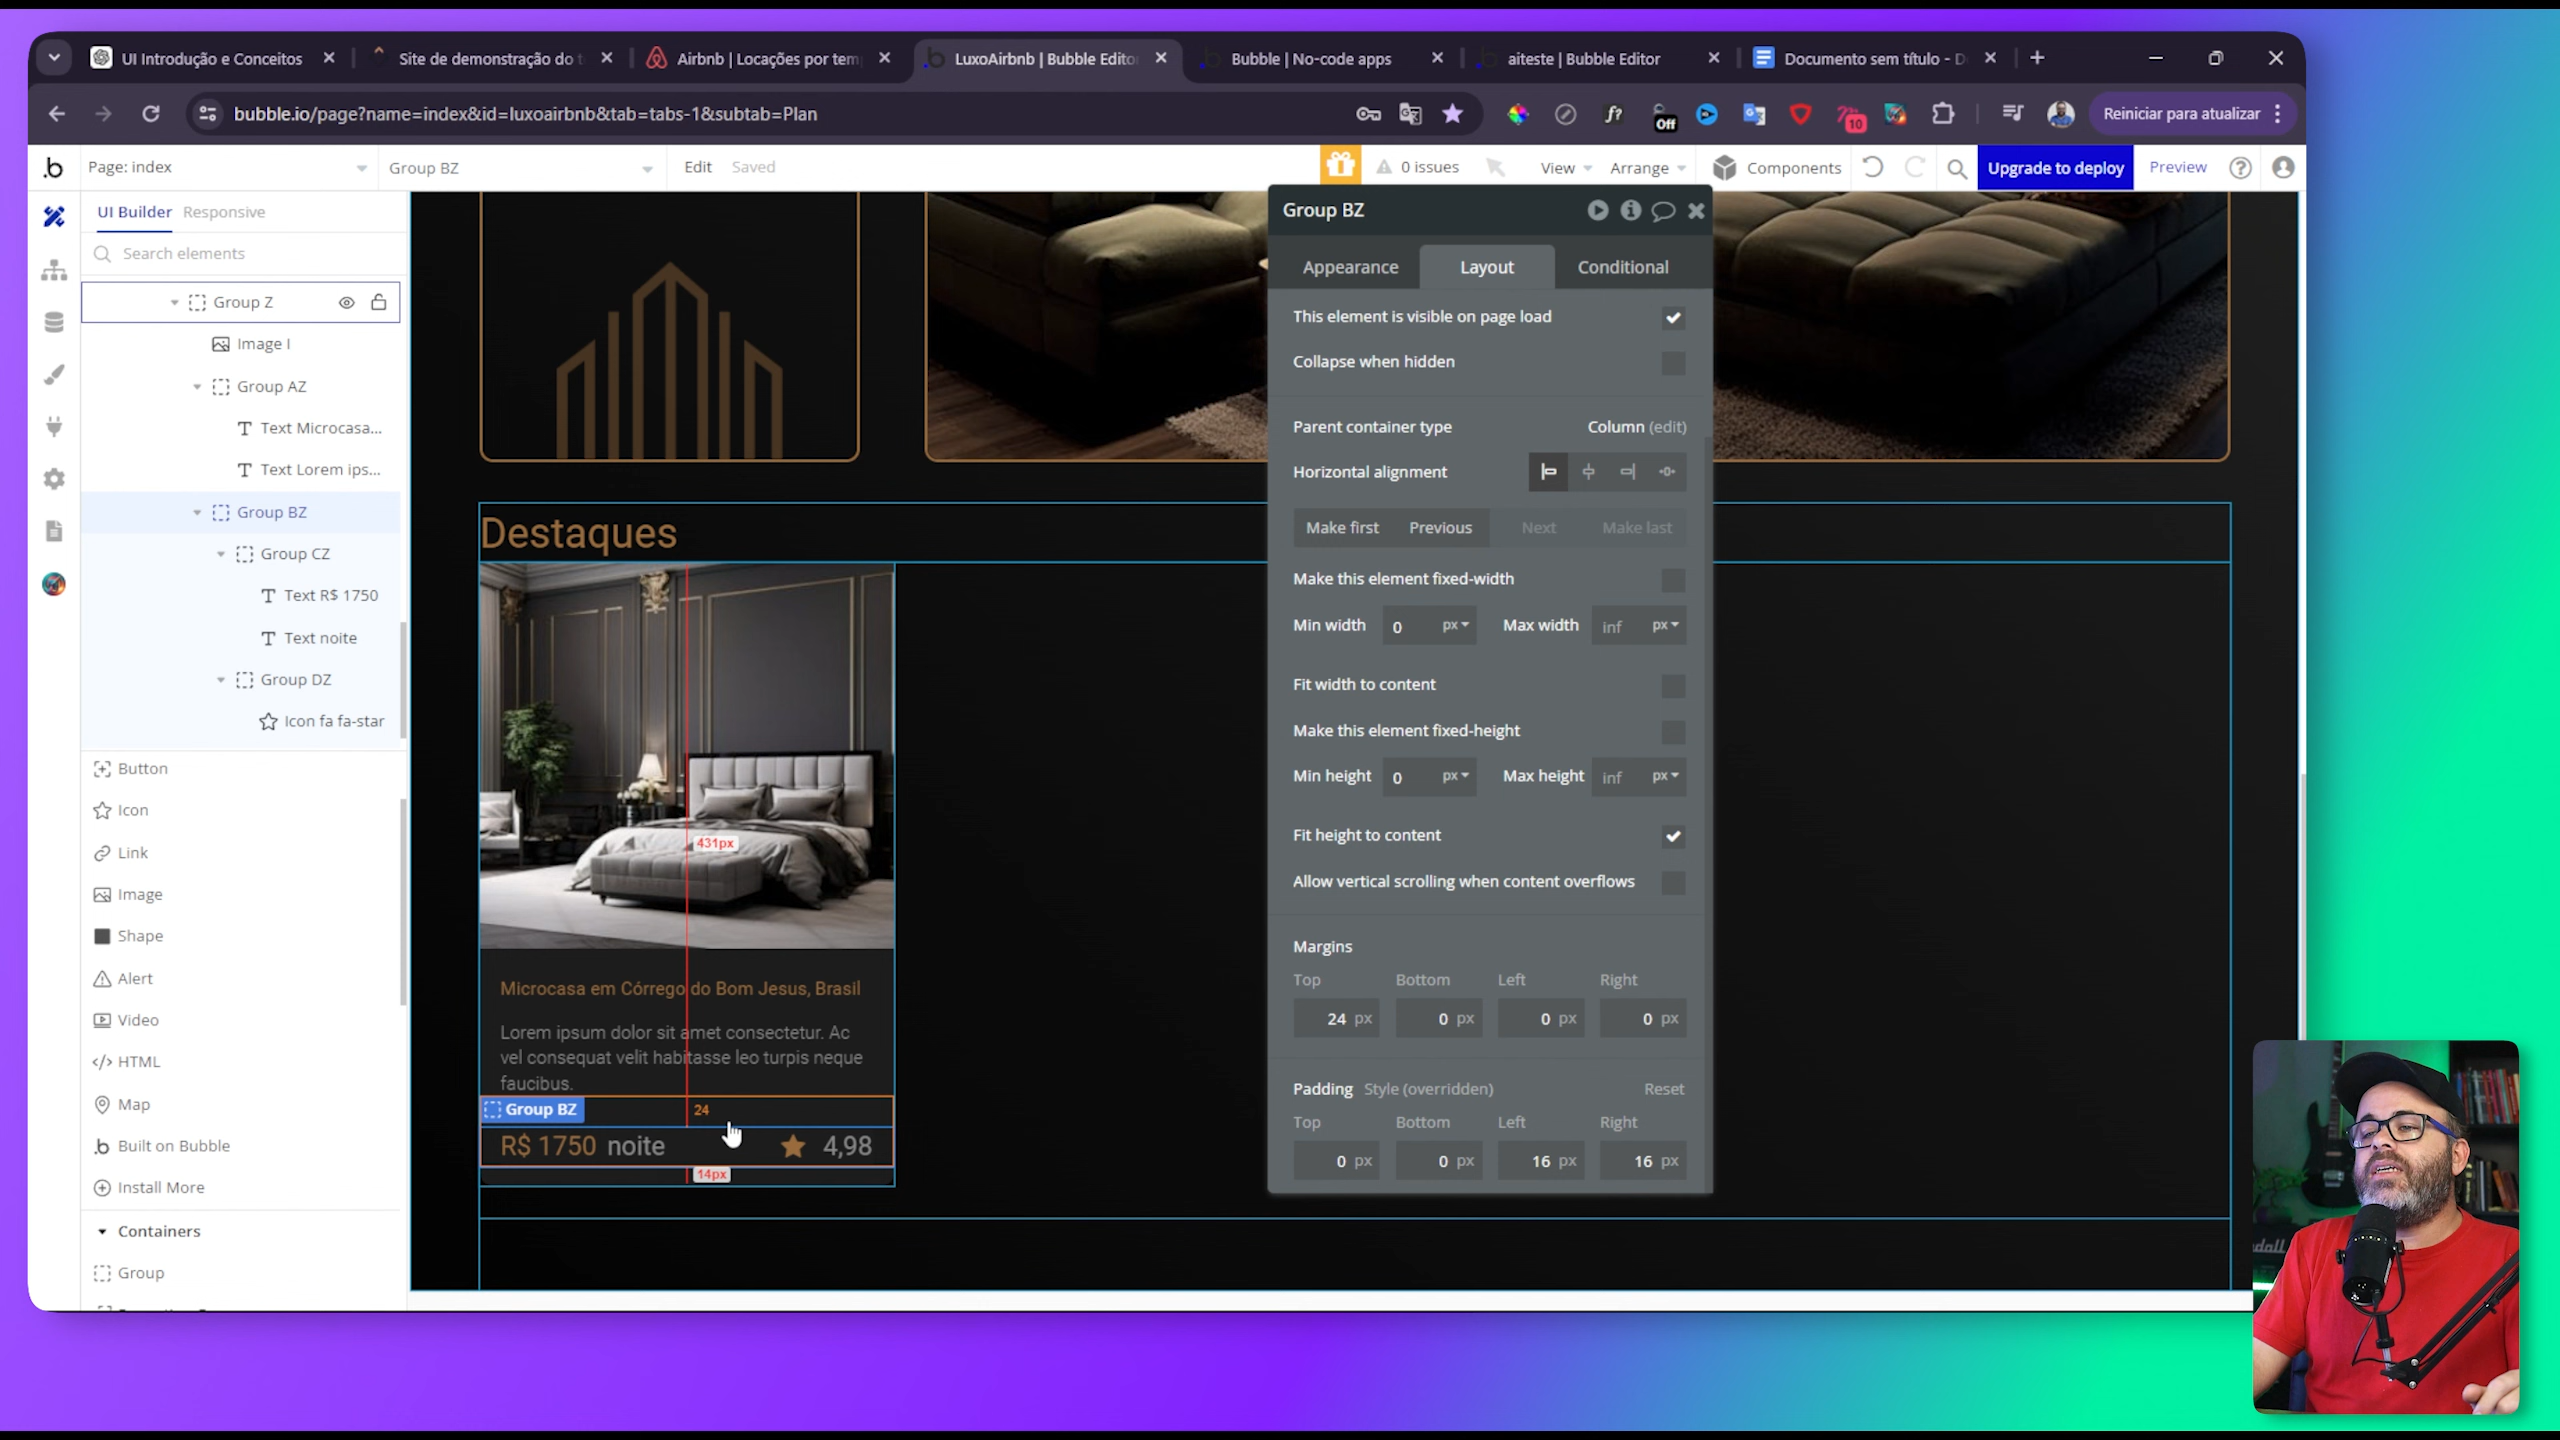 UI Introdução e Conceitos
Site de demonstração do t
Airbnb | Locações por tem
LuxoAirbnb | Bubble Edito
Bubble | No-code apps
aiteste | Bubble Editor
Documento sem título - D
bubble.io/page?name=index&id=luxoairbnb&tab=tabs-1&subtab=Plan
f?
Off
10
Reiniciar para atualizar
Page: index
Group BZ
Edit
Saved
0 issues
View
Arrange
Components
Upgrade to deploy
Preview
UI Builder
Responsive
Search elements
Group Z
Image I
Group AZ
Text Microcasa...
Text Lorem ips...
Group BZ
Group CZ
Text R$ 1750
Text noite
Group DZ
Icon fa fa-star
Button
Icon
Link
Image
Shape
Alert
Video
HTML
Map
Built on Bubble
Install More
Containers
Group
Destaques
431px
Microcasa em Córrego do Bom Jesus, Brasil
Lorem ipsum dolor sit amet consectetur. Ac
vel consequat velit habitasse leo turpis neque
faucibus.
Group BZ
24
R$ 1750 noite
4,98
14px
Group BZ
Appearance
Layout
Conditional
This element is visible on page load
Collapse when hidden
Parent container type
Column (edit)
Horizontal alignment
Make first
Previous
Next
Make last
Make this element fixed-width
Min width
0 px
Max width
inf px
Fit width to content
Make this element fixed-height
Min height
0 px
Max height
inf px
Fit height to content
Allow vertical scrolling when content overflows
Margins
Top
Bottom
Left
Right
24 px
0 px
0 px
0 px
Padding
Style (overridden)
Reset
Top
Bottom
Left
Right
0 px
0 px
16 px
16 px